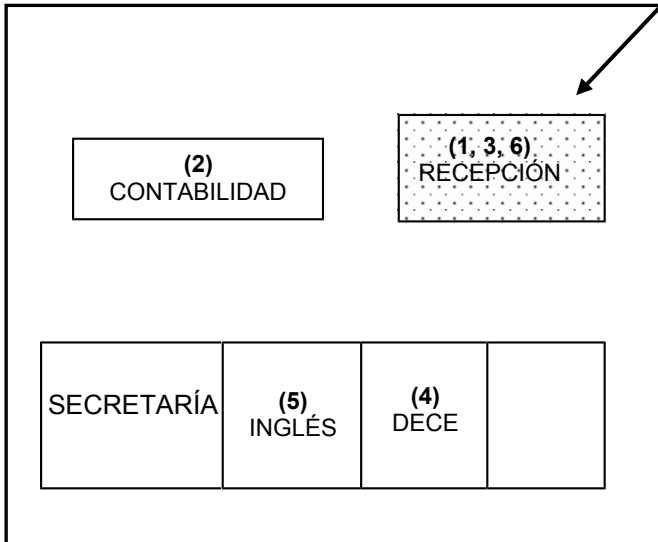 (2)
CONTABILIDAD
(1, 3, 6)
RECEPCIÓN
SECRETARÍA
(5)
INGLÉS
(4)
DECE